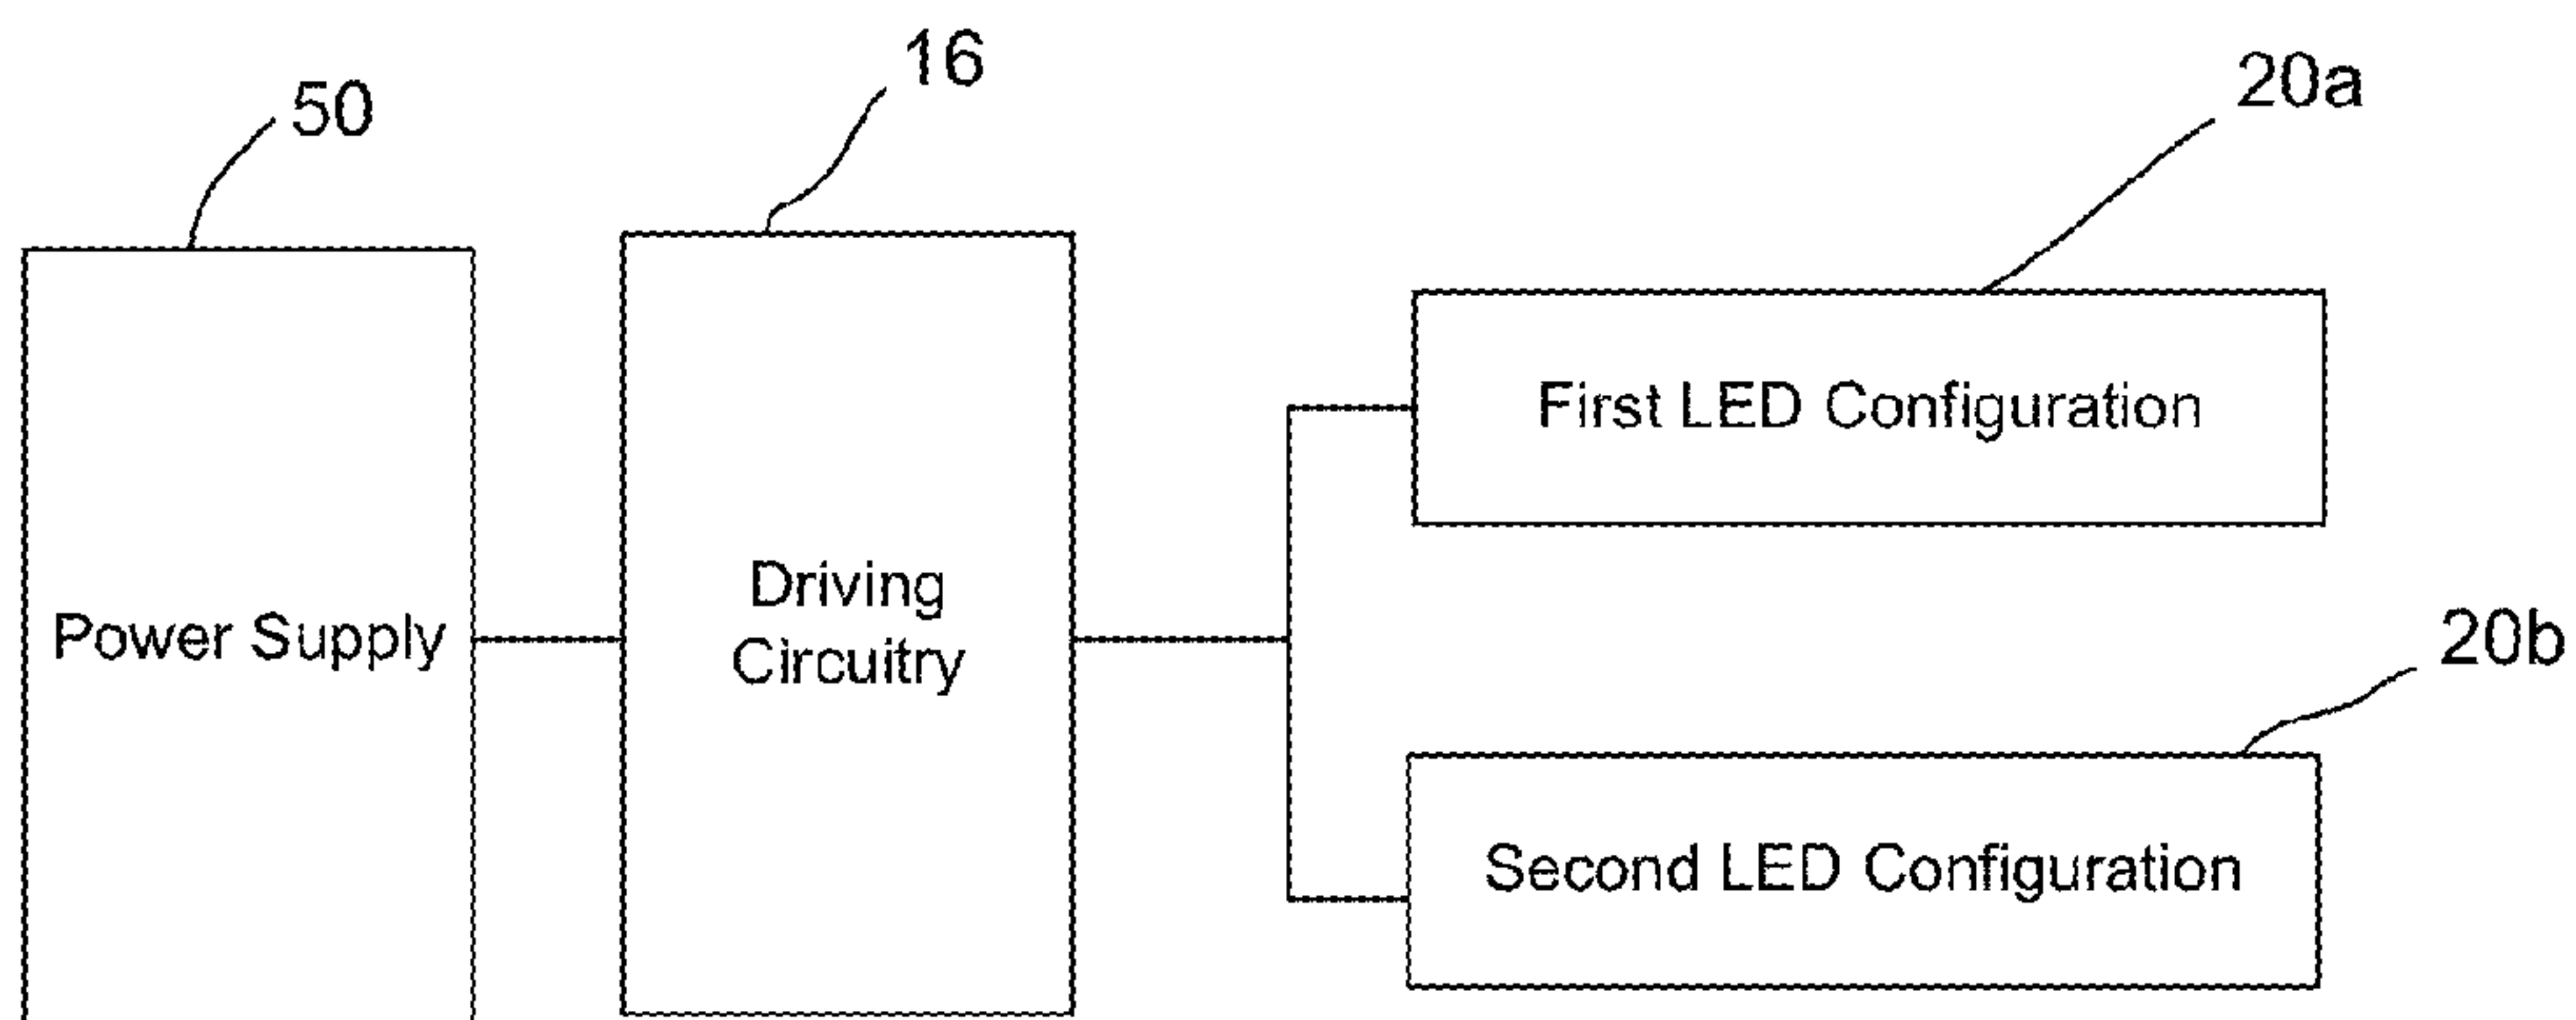 50
16
20a
First LED Configuration
Power Supply
Driving
Circuitry
20b
Second LED Configuration